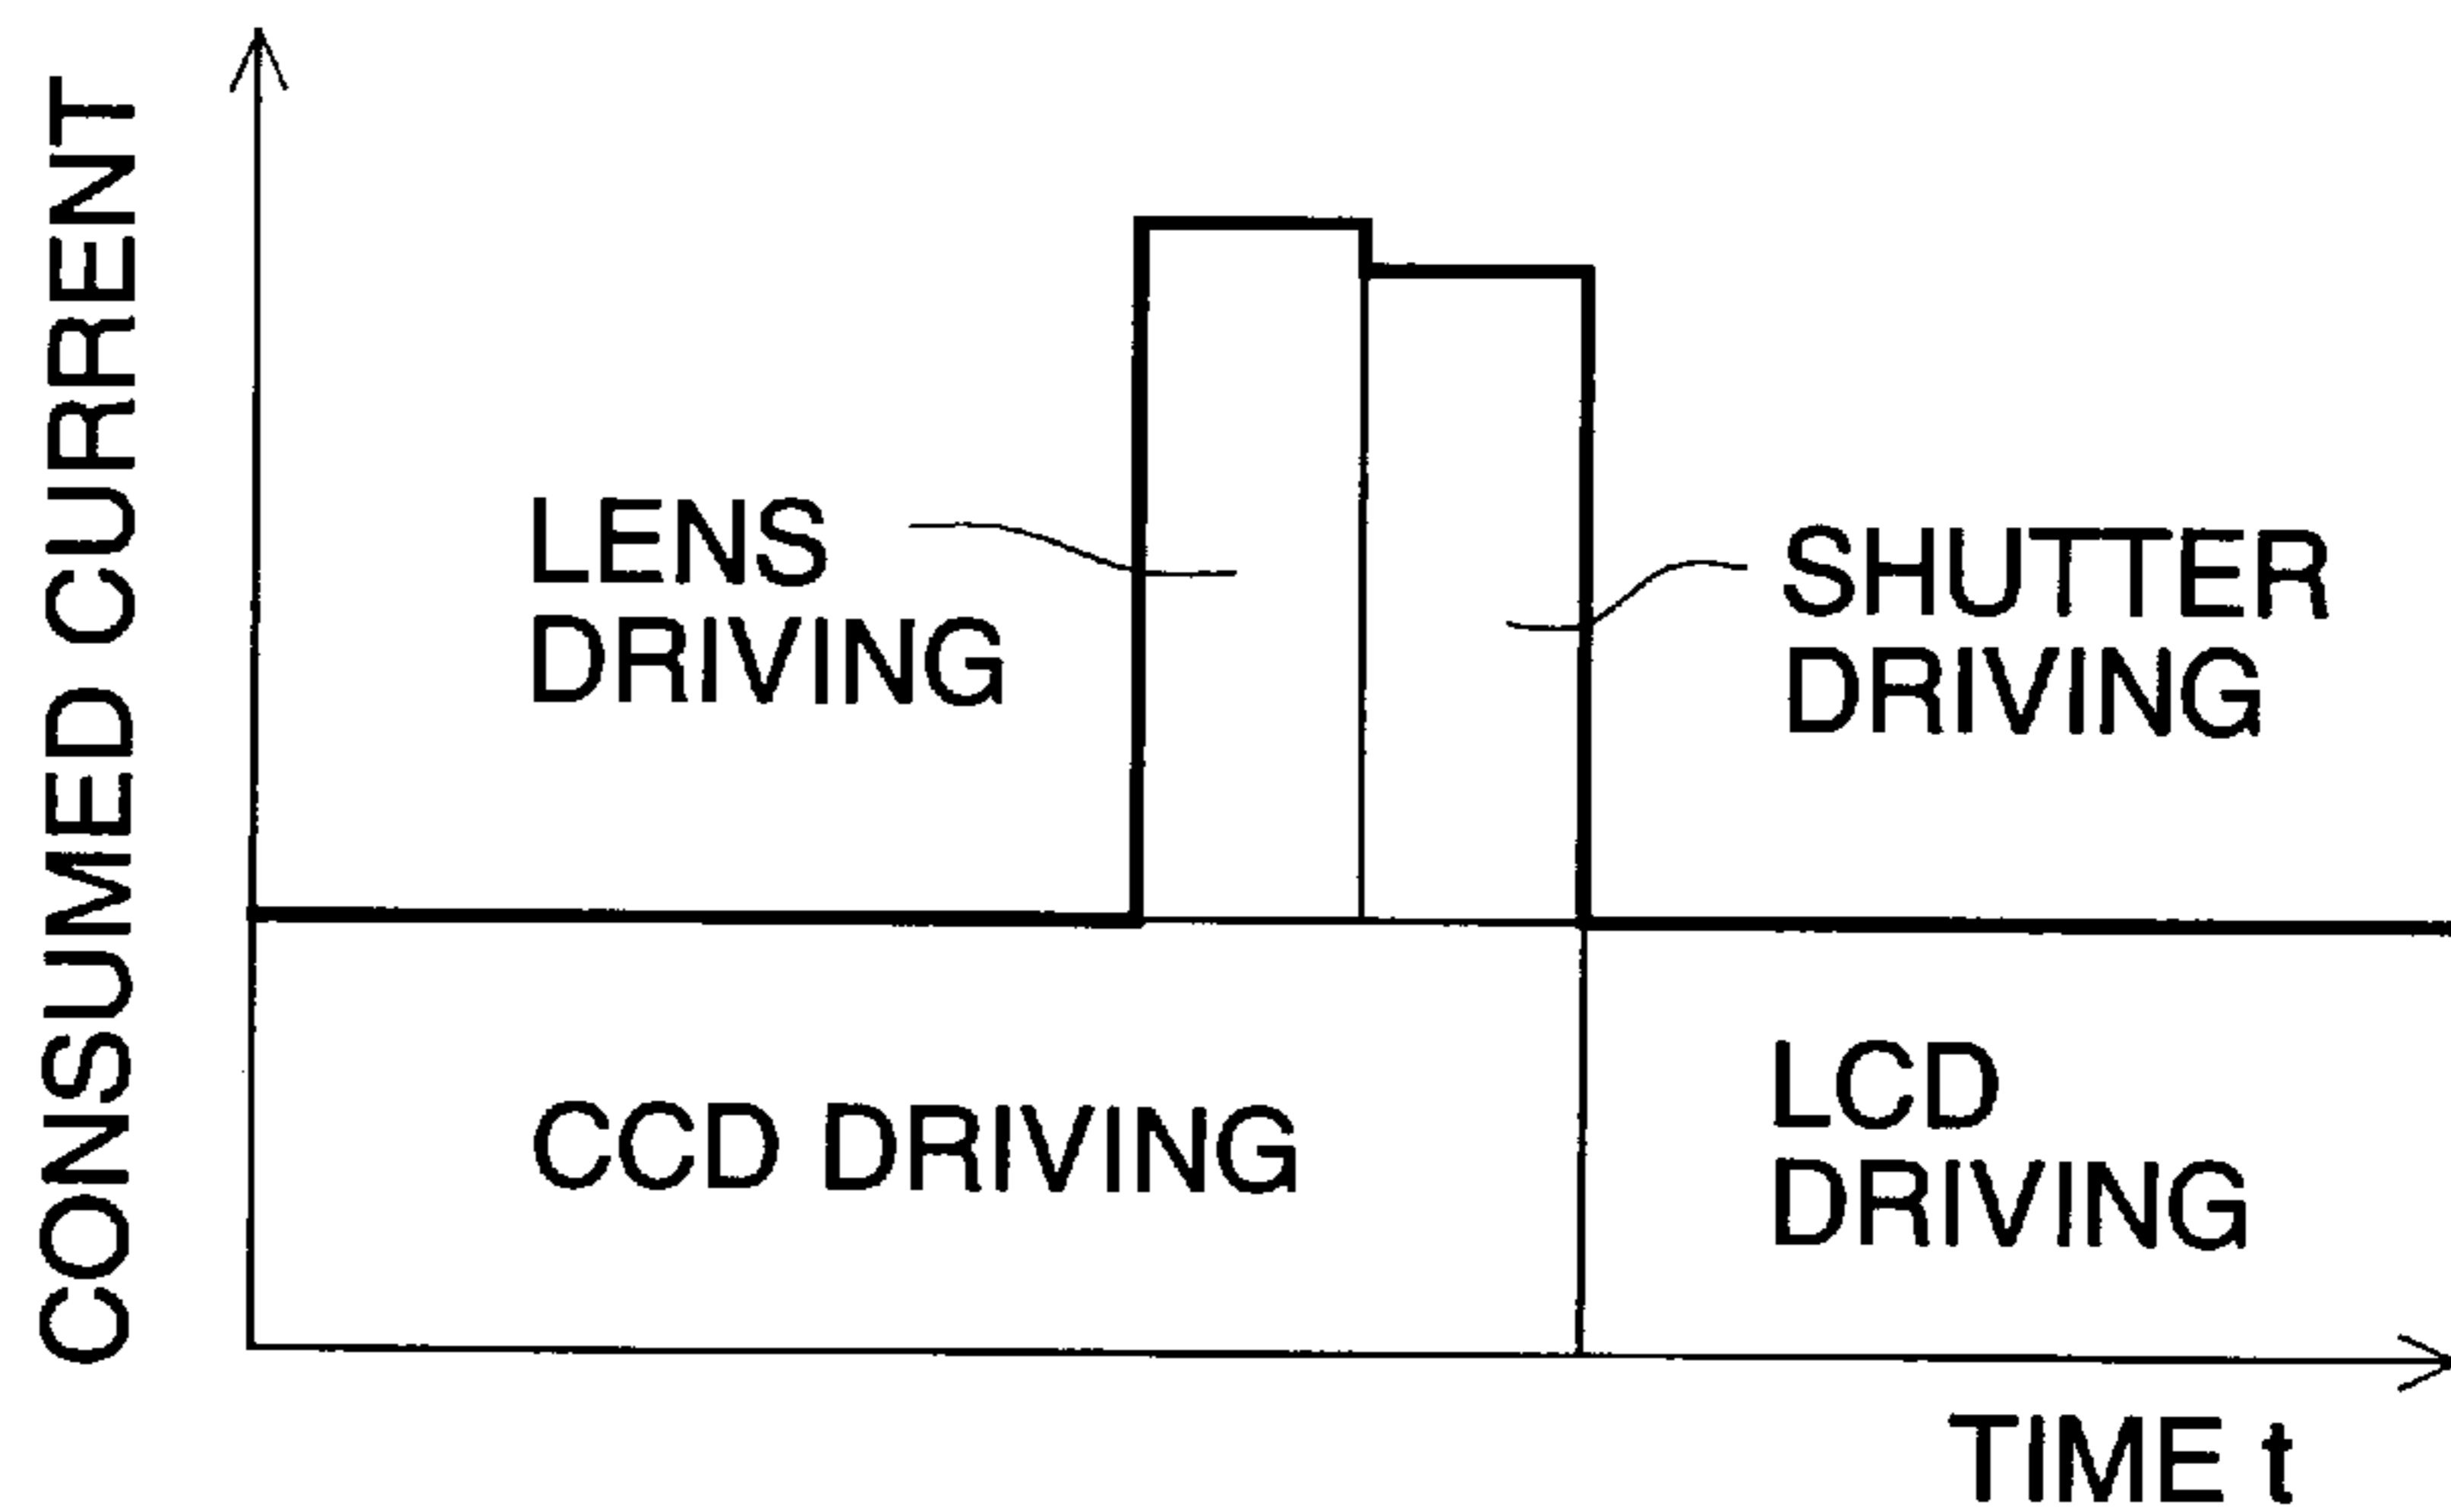 CONSUMED CURRENT
LENS
DRIVING
SHUTTER
DRIVING
CCD DRIVING
LCD
DRIVING
TIME t